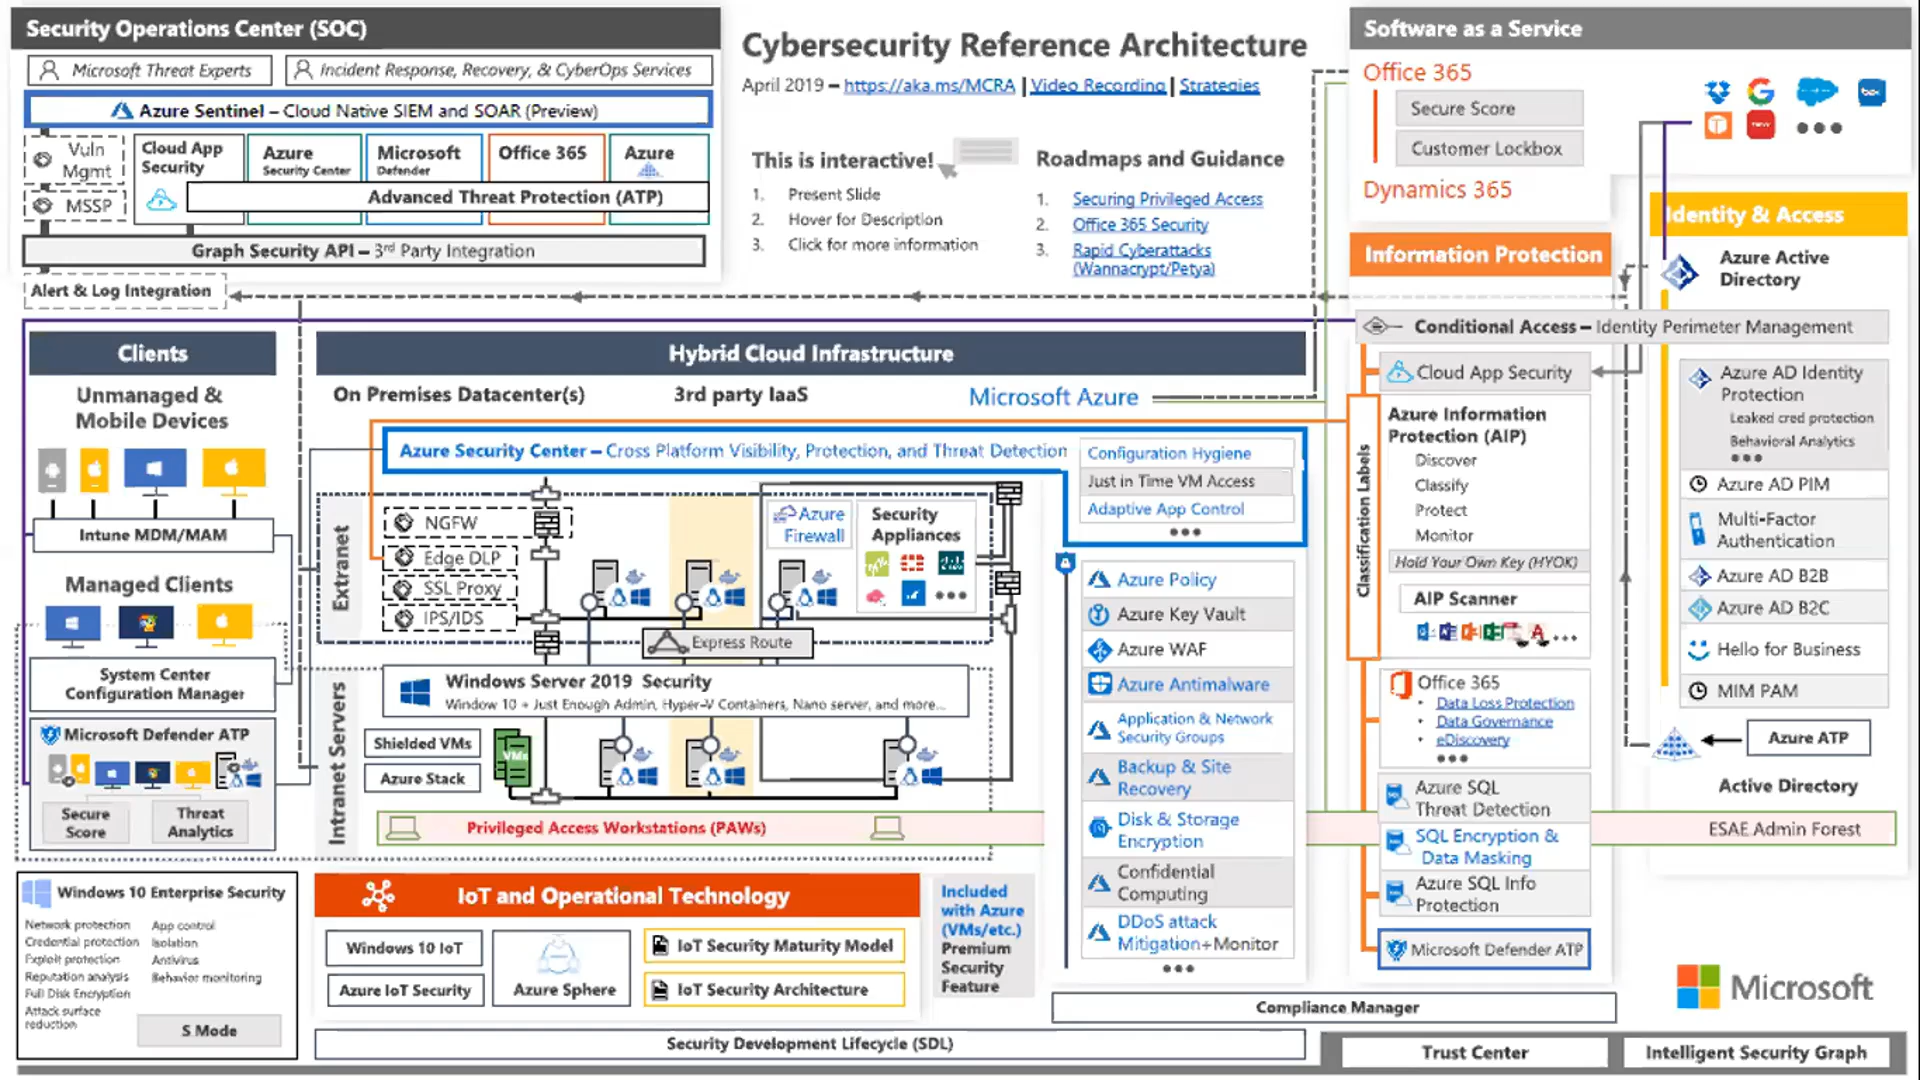 Security Operations Center (SOC)
Microsoft Threat Experts
Incident Response, Recovery, & CyberOps Services
Azure Sentinel – Cloud Native SIEM and SOAR (Preview)
Vuln
Mgmt
MSSP
Cloud App
Security
Azure
Security Center
Microsoft
Defender
Office 365
Azure
Advanced Threat Protection (ATP)
Graph Security API – 3rd Party Integration
Alert & Log Integration
Cybersecurity Reference Architecture
April 2019 – https://aka.ms/MCRA | Video Recording | Strategies
This is interactive!
1. Present Slide
2. Hover for Description
3. Click for more information
Roadmaps and Guidance
1. Securing Privileged Access
2. Office 365 Security
3. Rapid Cyberattacks
(Wannacrypt/Petya)
Software as a Service
Office 365
Secure Score
Customer Lockbox
Dynamics 365
box
Identity & Access
Azure Active
Directory
Information Protection
Conditional Access – Identity Perimeter Management
Clients
Unmanaged &
Mobile Devices
Intune MDM/MAM
Managed Clients
System Center
Configuration Manager
Microsoft Defender ATP
Secure
Score
Threat
Analytics
Hybrid Cloud Infrastructure
On Premises Datacenter(s)
3rd party IaaS
Microsoft Azure
Azure Security Center – Cross Platform Visibility, Protection, and Threat Detection
Configuration Hygiene
Just in Time VM Access
Adaptive App Control
Extranet
NGFW
Edge DLP
SSL Proxy
IPS/IDS
Azure
Firewall
Security
Appliances
Express Route
Intranet Servers
Windows Server 2019 Security
Window 10 + Just Enough Admin, Hyper-V Containers, Nano server, and more...
Shielded VMs
Azure Stack
VMs
Privileged Access Workstations (PAWs)
Azure Policy
Azure Key Vault
Azure WAF
Azure Antimalware
Application & Network
Security Groups
Backup & Site
Recovery
Disk & Storage
Encryption
Confidential
Computing
DDoS attack
Mitigation+Monitor
Classification Labels
Cloud App Security
Azure Information
Protection (AIP)
Discover
Classify
Protect
Monitor
Hold Your Own Key (HYOK)
AIP Scanner
Office 365
• Data Loss Protection
• Data Governance
• eDiscovery
Azure SQL
Threat Detection
SQL Encryption &
Data Masking
Azure SQL Info
Protection
Microsoft Defender ATP
Azure AD Identity
Protection
Leaked cred protection
Behavioral Analytics
Azure AD PIM
Multi-Factor
Authentication
Azure AD B2B
Azure AD B2C
Hello for Business
MIM PAM
Azure ATP
Active Directory
ESAE Admin Forest
Windows 10 Enterprise Security
Network protection
Credential protection
Exploit protection
Reputation analysis
Full Disk Encryption
Attack surface
reduction
App control
Isolation
Antivirus
Behavior monitoring
S Mode
IoT and Operational Technology
Windows 10 IoT
Azure IoT Security
Azure Sphere
IoT Security Maturity Model
IoT Security Architecture
Included
with Azure
(VMs/etc.)
Premium
Security
Feature
Security Development Lifecycle (SDL)
Compliance Manager
Microsoft
Trust Center
Intelligent Security Graph